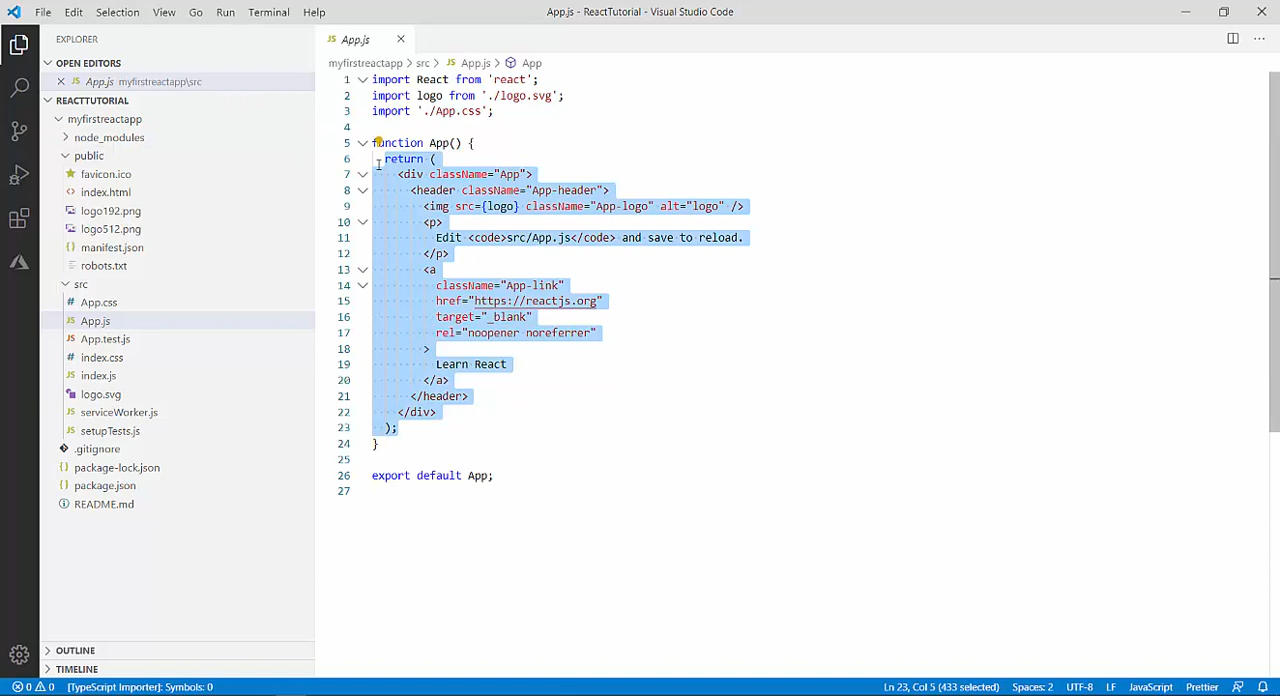 File Edit Selection View Go Run Terminal Help App.js - ReactTutorial - Visual Studio Code
EXPLORER
OPEN EDITORS
App.js myfirstreactapp\src
REACTTUTORIAL
myfirstreactapp
node_modules
public
favicon.ico
index.html
logo192.png
logo512.png
manifest.json
robots.txt
src
App.css
App.js
App.test.js
index.css
index.js
logo.svg
serviceWorker.js
setupTests.js
.gitignore
package-lock.json
package.json
README.md
OUTLINE
TIMELINE
JS App.js
myfirstreactapp > src > JS App.js > App
1 import React from 'react';
2 import logo from './logo.svg';
3 import './App.css';
4
5 function App() {
6 return (
7 <div className="App">
8 <header className="App-header">
9 <img src={logo} className="App-logo" alt="logo" />
10 <p>
11 Edit <code>src/App.js</code> and save to reload.
12 </p>
13 <a
14 className="App-link"
15 href="https://reactjs.org"
16 target="_blank"
17 rel="noopener noreferrer"
18 >
19 Learn React
20 </a>
21 </header>
22 </div>
23 );
24 }
25
26 export default App;
27
0 0 [TypeScript Importer]: Symbols: 0 Ln 23, Col 5 (433 selected) Spaces: 2 UTF-8 LF JavaScript Prettier